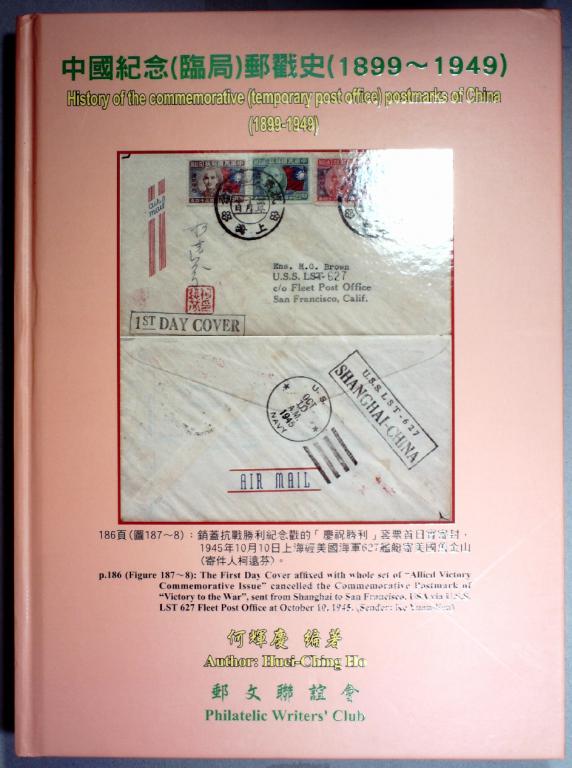 中國紀念(臨局)郵戳史(1899～1949)
History of the commemorative (temporary post office) postmarks of China
(1899-1949)
air mail
Ens. M.O. Brown
U.S.S. LST-627
c/o Fleet Post Office
San Francisco, Calif.
1ST DAY COVER
U.S.S. LST-627
SHANGHAI-CHINA
U.S.
OCT
10
A.M.
1945
NAVY
AIR MAIL
186頁(圖187～8)：銷蓋抗戰勝利紀念戳的「慶祝勝利」套票首日實寄封，
1945年10月10日上海經美國海軍627艦艇寄美國舊金山
(寄件人柯遠芬)。
p.186 (Figure 187～8): The First Day Cover affixed with whole set of “Allied Victory
Commemorative Issue” cancelled the Commemorative Postmark of
“Victory to the War”, sent from Shanghai to San Francisco, USA via U.S.S.
LST 627 Fleet Post Office at October 10, 1945. (Sender: Ke Yuan-Fen)
何輝慶 編著
Author: Huei-Ching Ho
郵文聯誼會
Philatelic Writers' Club